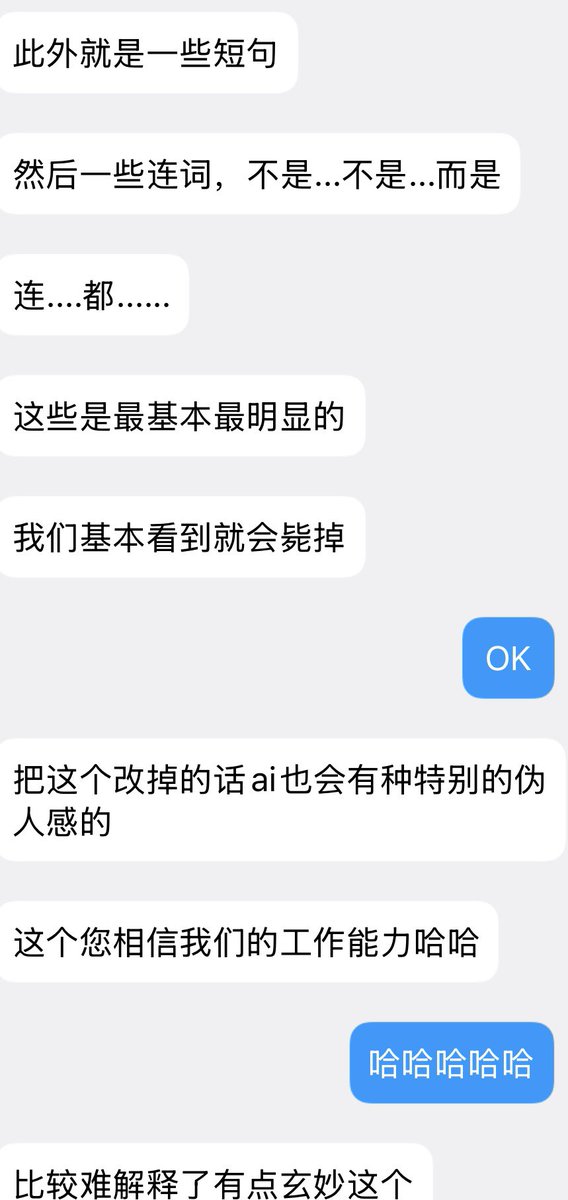 此外就是一些短句
然后一些连词，不是...不是...而是
连....都......
这些是最基本最明显的
我们基本看到就会毙掉
OK
把这个改掉的话ai也会有种特别的伪
人感的
这个您相信我们的工作能力哈哈
哈哈哈哈哈
比较难解释了有点玄妙这个